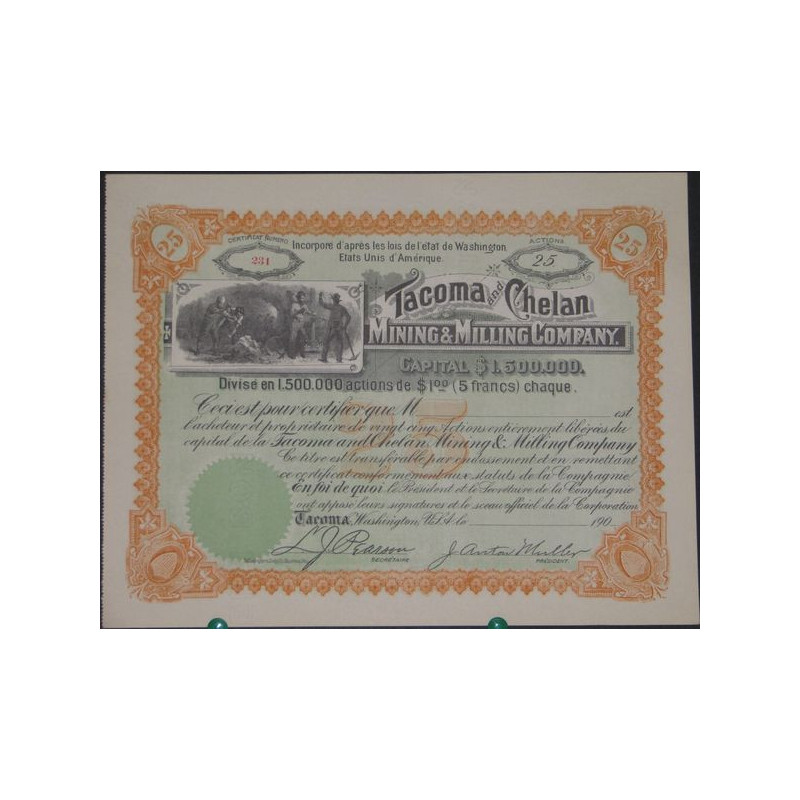 25
25
CERTIFICAT NUMERO
231
Incorporé d'après les lois de l'etat de Washington
Etats Unis d'Amérique.
ACTIONS
25
Tacoma and Chelan
MINING & MILLING COMPANY.
CAPITAL $1.500.000.
Divisé en 1.500.000 actions de $1.00 (5 francs) chaque.
25
Ceci est pour certifier que M est
l'acheteur et propriétaire de vingt cinq Actions entièrement libérés du
capital de la Tacoma and Chelan Mining & Milling Company
Ce titre est transférable par endossement et en remettant
ce certificat conformément aux statuts de la Compagnie
En foi de quoi le Président et le Secrétaire de la Compagnie
ont apposé leurs signatures et le sceau officiel de la Corporation
Tacoma, Washington, U.S.A. le 190
L J Pearson
SECRÉTAIRE
J. Anton Muller
PRÉSIDENT